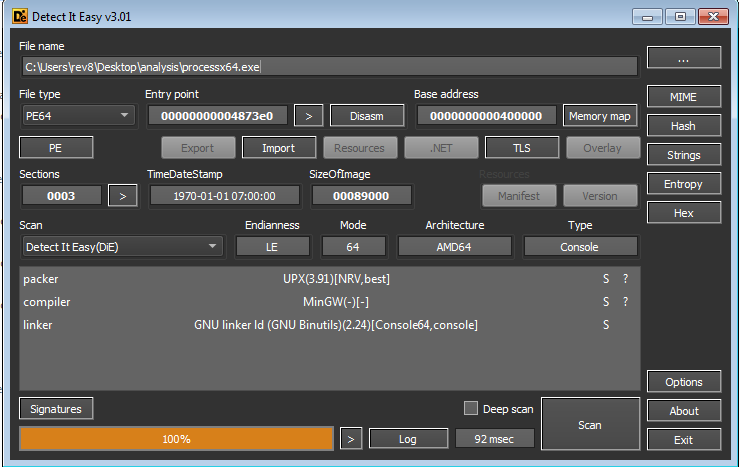 Detect It Easy v3.01
File name
C:\Users\rev8\Desktop\analysis\processx64.exe
...
File type Entry point Base address
PE64 00000000004873e0 > Disasm 0000000000400000 Memory map MIME
PE Export Import Resources .NET TLS Overlay Hash
Sections TimeDateStamp SizeOfImage Resources Strings
0003 > 1970-01-01 07:00:00 00089000 Manifest Version Entropy
Scan Endianness Mode Architecture Type Hex
Detect It Easy(DiE) LE 64 AMD64 Console
packer UPX(3.91)[NRV,best] S ?
compiler MinGW(-)[-] S ?
linker GNU linker ld (GNU Binutils)(2.24)[Console64,console] S
Options
Signatures Deep scan Scan About
100% > Log 92 msec Exit